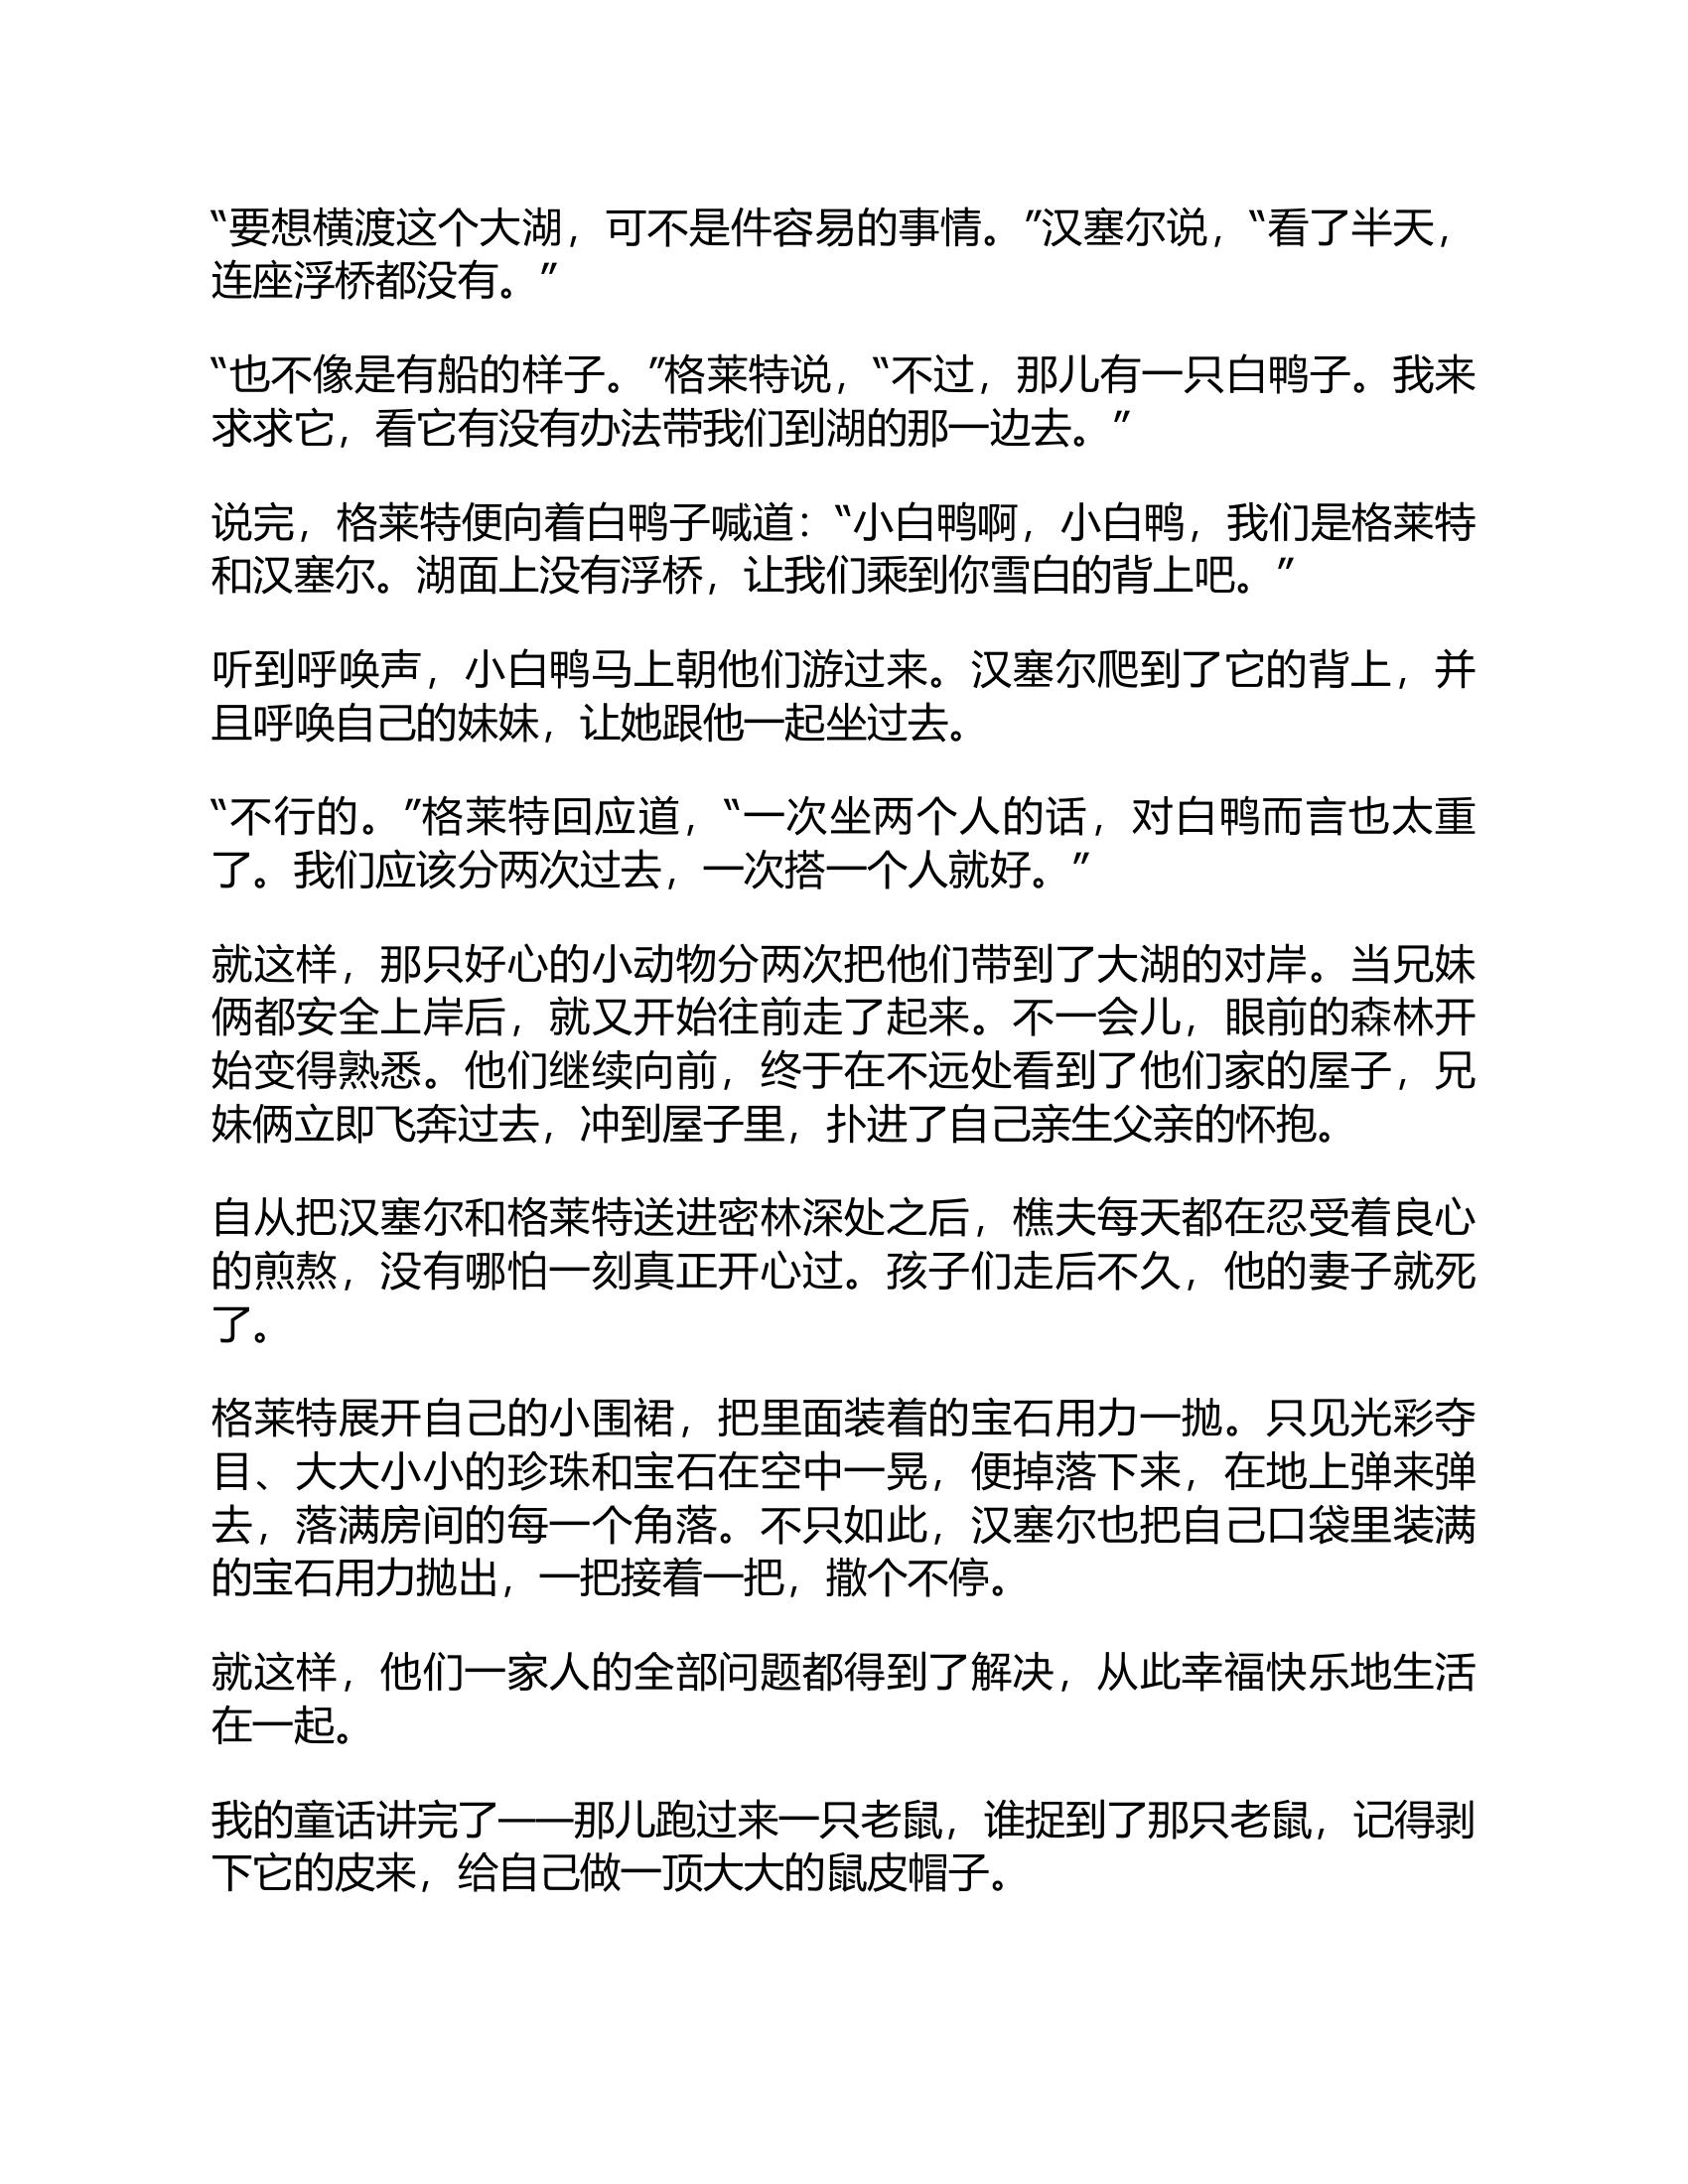 “要想横渡这个大湖，可不是件容易的事情。”汉塞尔说，“看了半天，
连座浮桥都没有。”
“也不像是有船的样子。”格莱特说，“不过，那儿有一只白鸭子。我来
求求它，看它有没有办法带我们到湖的那一边去。”
说完，格莱特便向着白鸭子喊道：“小白鸭啊，小白鸭，我们是格莱特
和汉塞尔。湖面上没有浮桥，让我们乘到你雪白的背上吧。”
听到呼唤声，小白鸭马上朝他们游过来。汉塞尔爬到了它的背上，并
且呼唤自己的妹妹，让她跟他一起坐过去。
“不行的。”格莱特回应道，“一次坐两个人的话，对白鸭而言也太重
了。我们应该分两次过去，一次搭一个人就好。”
就这样，那只好心的小动物分两次把他们带到了大湖的对岸。当兄妹
俩都安全上岸后，就又开始往前走了起来。不一会儿，眼前的森林开
始变得熟悉。他们继续向前，终于在不远处看到了他们家的屋子，兄
妹俩立即飞奔过去，冲到屋子里，扑进了自己亲生父亲的怀抱。
自从把汉塞尔和格莱特送进密林深处之后，樵夫每天都在忍受着良心
的煎熬，没有哪怕一刻真正开心过。孩子们走后不久，他的妻子就死
了。
格莱特展开自己的小围裙，把里面装着的宝石用力一抛。只见光彩夺
目、大大小小的珍珠和宝石在空中一晃，便掉落下来，在地上弹来弹
去，落满房间的每一个角落。不只如此，汉塞尔也把自己口袋里装满
的宝石用力抛出，一把接着一把，撒个不停。
就这样，他们一家人的全部问题都得到了解决，从此幸福快乐地生活
在一起。
我的童话讲完了——那儿跑过来一只老鼠，谁捉到了那只老鼠，记得剥
下它的皮来，给自己做一顶大大的鼠皮帽子。